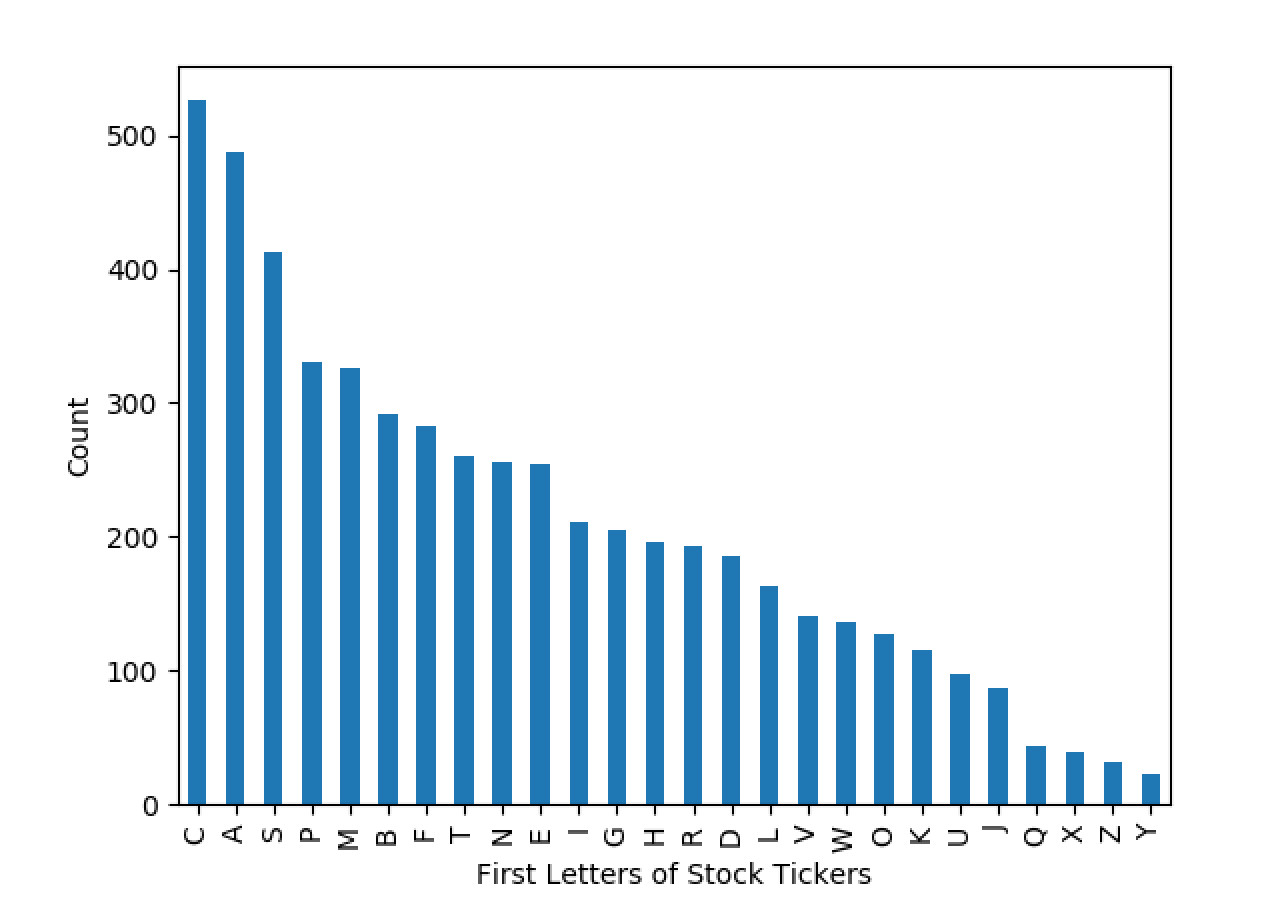 500
400
300
200
100
0
Count
C A S P M B F T N E I G H R D L V W O K U J Q X Z Y
First Letters of Stock Tickers